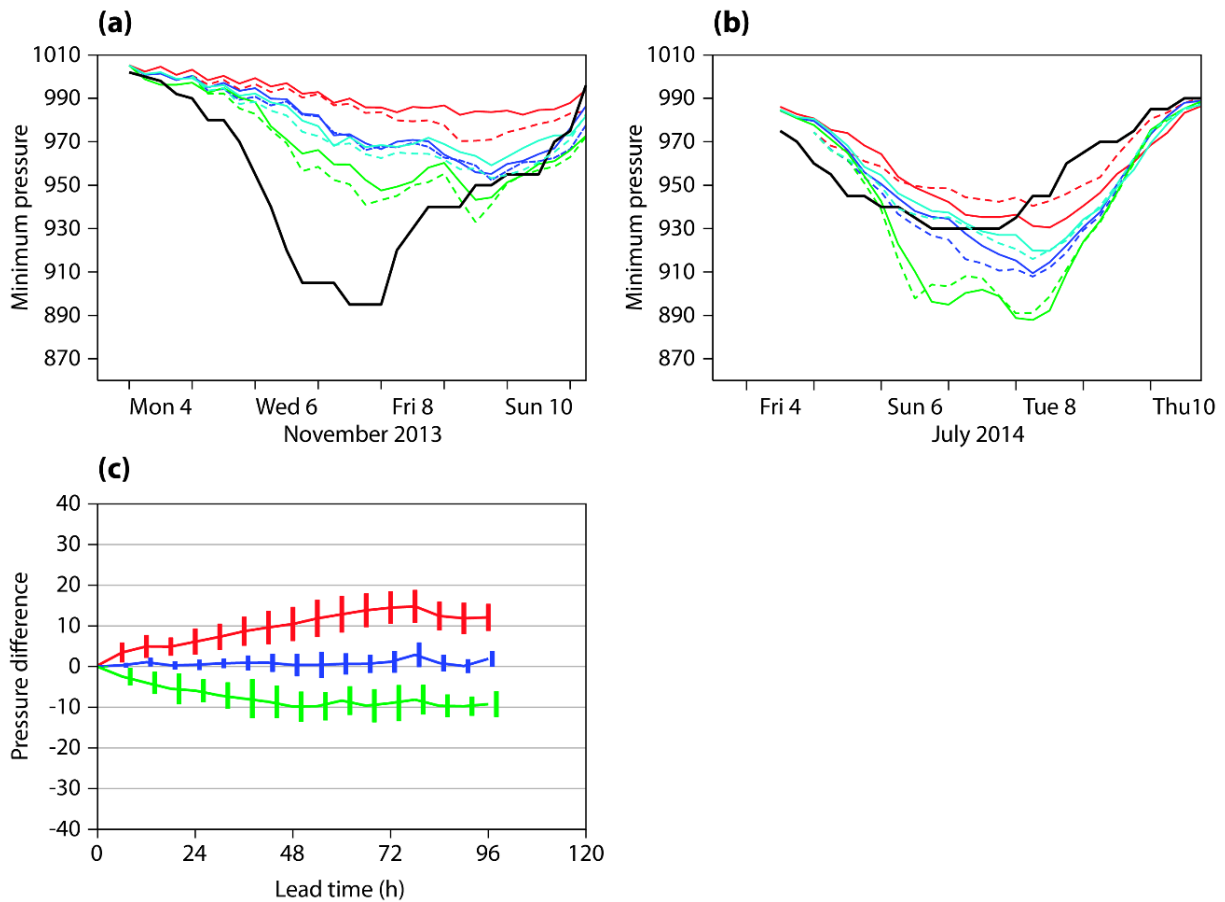 (a)
1010
990
970
950
930
910
890
870
Minimum pressure
Mon 4 Wed 6 Fri 8 Sun 10
November 2013
(b)
1010
990
970
950
930
910
890
870
Minimum pressure
Fri 4 Sun 6 Tue 8 Thu10
July 2014
(c)
40
30
20
10
0
-10
-20
-30
-40
Pressure difference
0 24 48 72 96 120
Lead time (h)